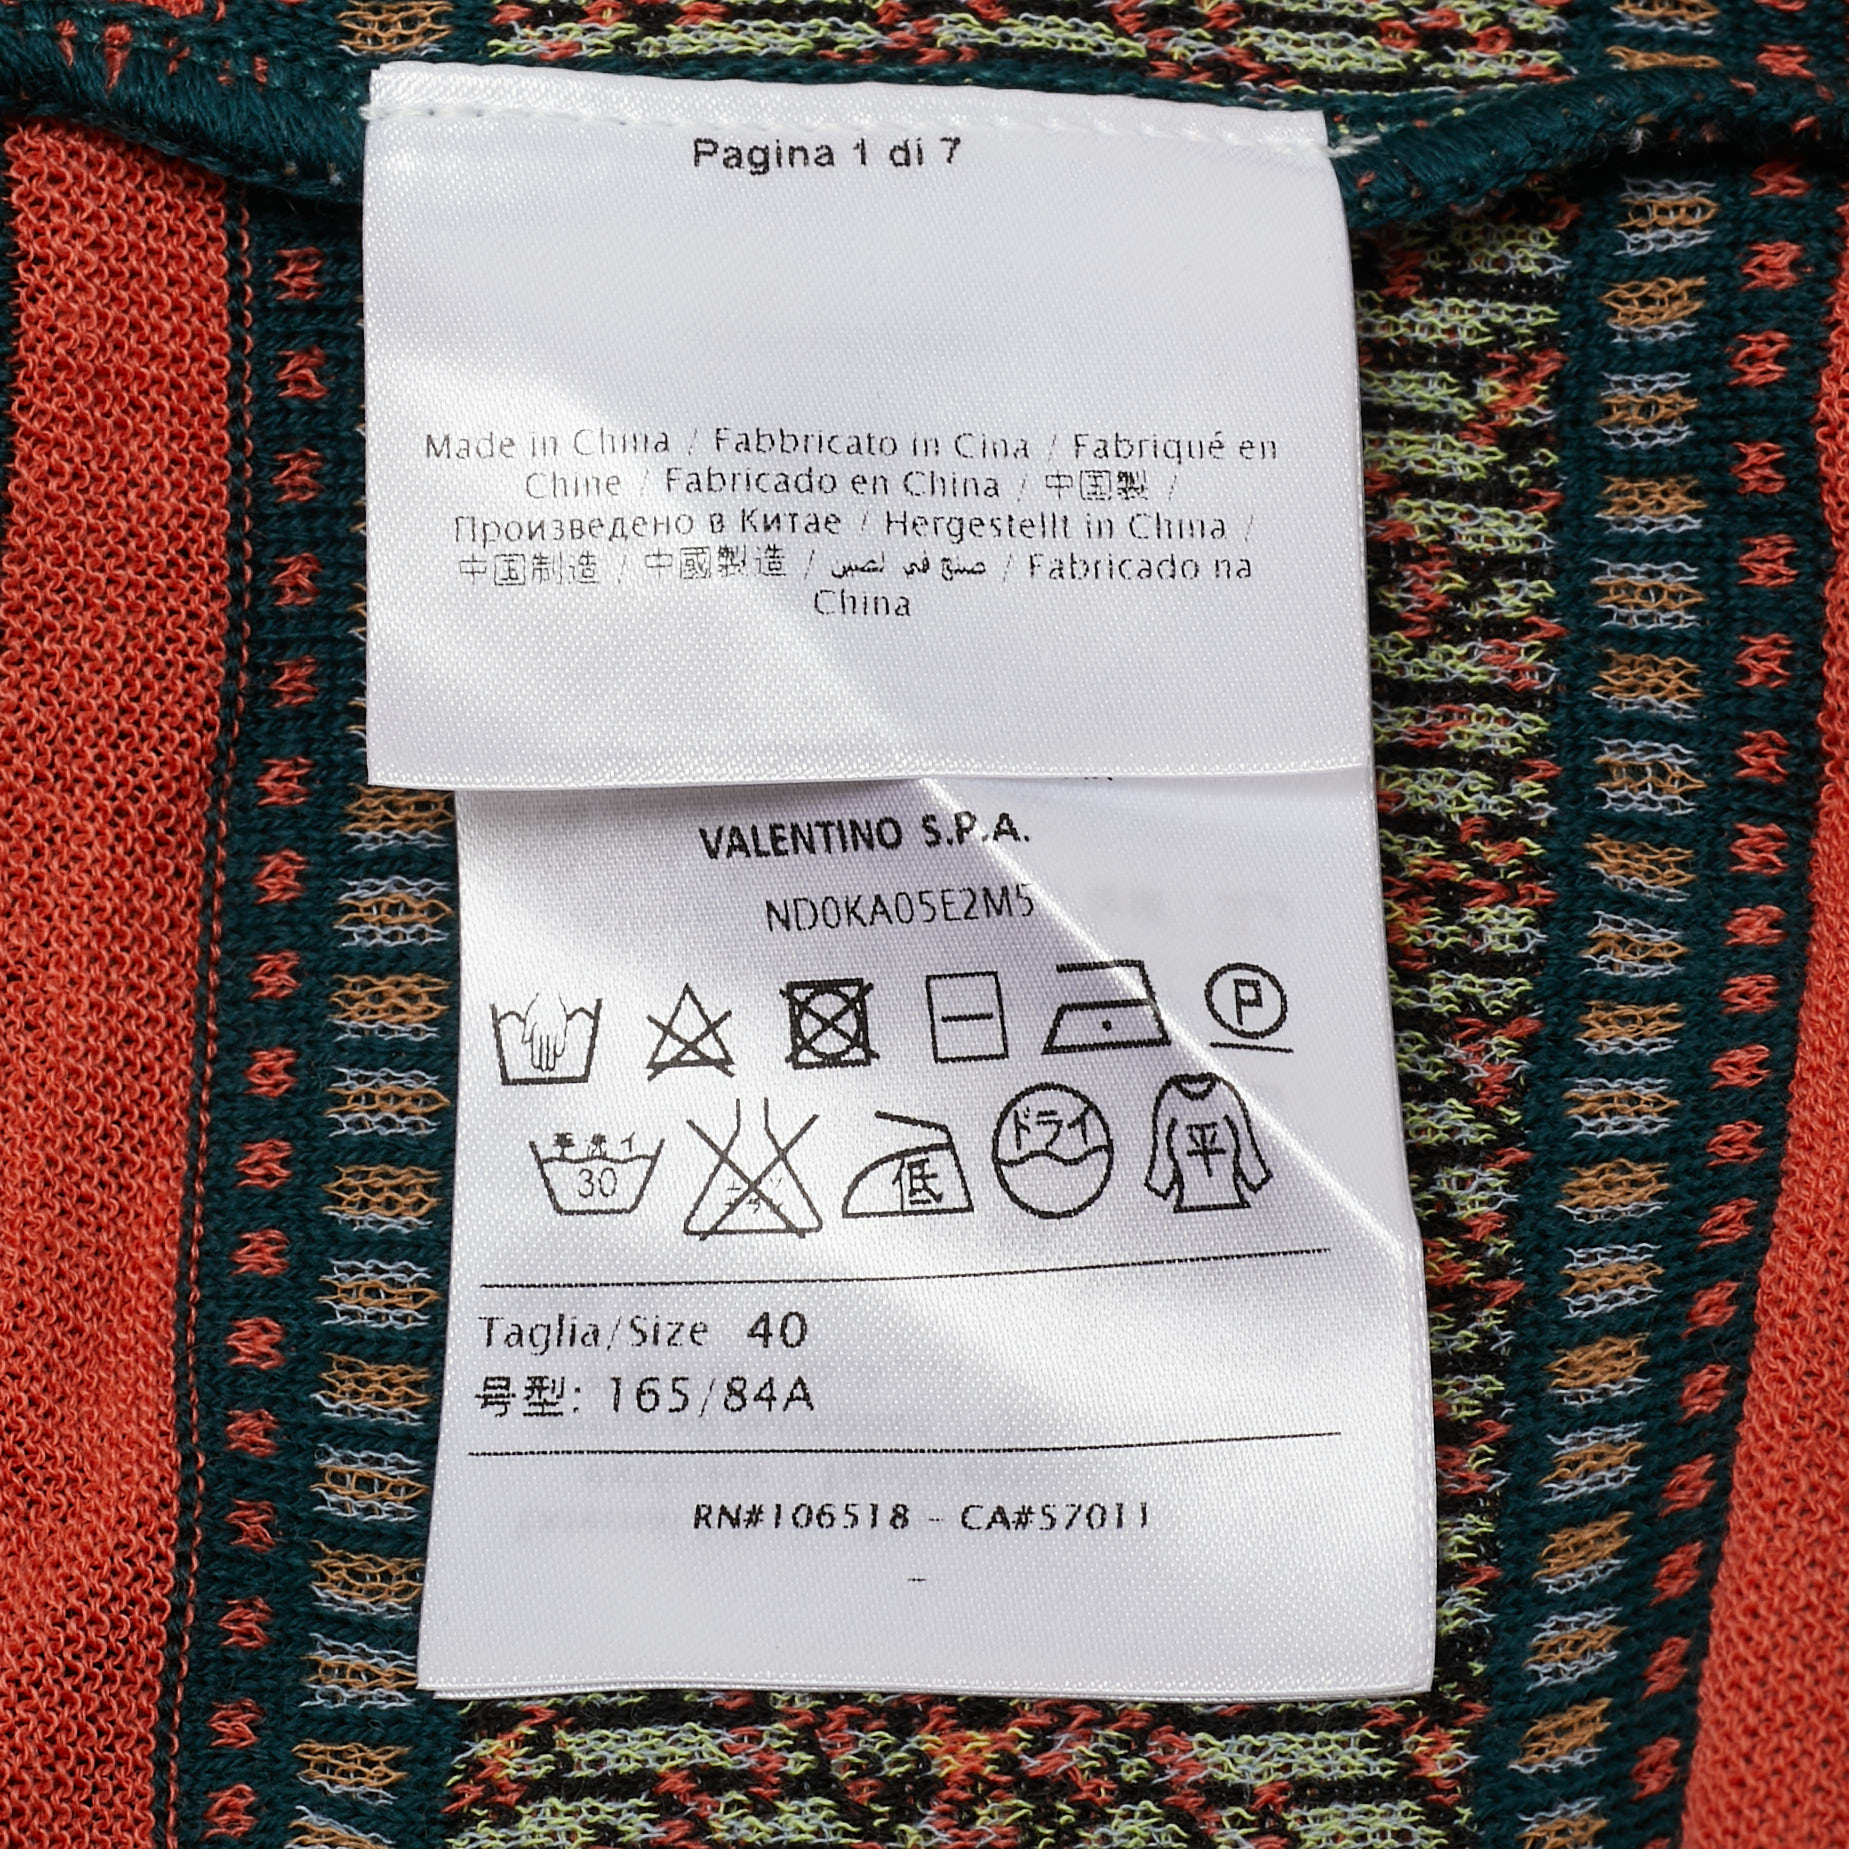 Pagina 1 di 7
Made in China / Fabbricato in Cina / Fabriqué en
Chine / Fabricado en China / 中国製 /
Произведено в Китае / Hergestellt in China /
中国制造 / 中國製造 / صنع في الصين / Fabricado na
China
VALENTINO S.P.A.
ND0KA05E2M5
P
ドライ
30 低 平
Taglia/Size 40
号型: 165/84A
RN#106518 - CA#57011
-